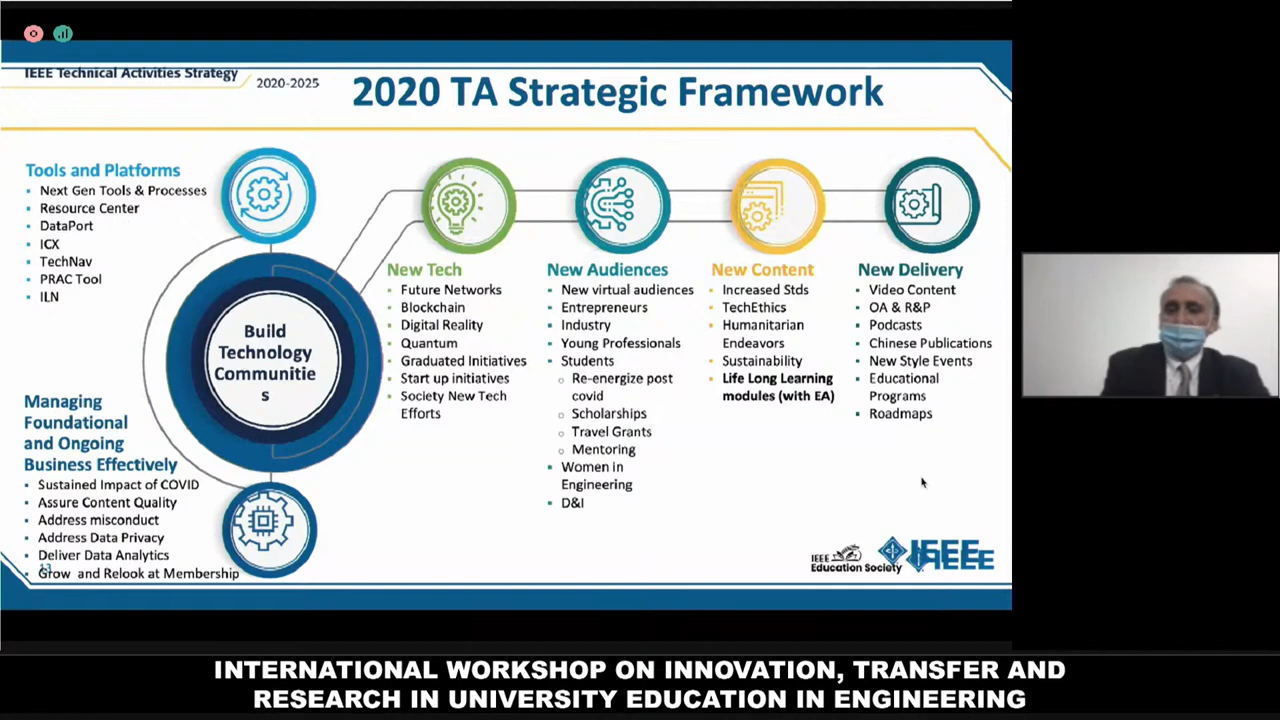 IEEE Technical Activities Strategy
2020-2025
2020 TA Strategic Framework
Tools and Platforms
Next Gen Tools & Processes
Resource Center
DataPort
ICX
TechNav
PRAC Tool
ILN
Build
Technology
Communitie
s
Managing
Foundational
and Ongoing
Business Effectively
Sustained Impact of COVID
Assure Content Quality
Address misconduct
Address Data Privacy
Deliver Data Analytics
Grow and Relook at Membership
13
New Tech
Future Networks
Blockchain
Digital Reality
Quantum
Graduated Initiatives
Start up initiatives
Society New Tech
Efforts
New Audiences
New virtual audiences
Entrepreneurs
Industry
Young Professionals
Students
Re-energize post
covid
Scholarships
Travel Grants
Mentoring
Women in
Engineering
D&I
New Content
Increased Stds
TechEthics
Humanitarian
Endeavors
Sustainability
Life Long Learning
modules (with EA)
New Delivery
Video Content
OA & R&P
Podcasts
Chinese Publications
New Style Events
Educational
Programs
Roadmaps
IEEE
Education Society
IEEE
IEEE
INTERNATIONAL WORKSHOP ON INNOVATION, TRANSFER AND
RESEARCH IN UNIVERSITY EDUCATION IN ENGINEERING